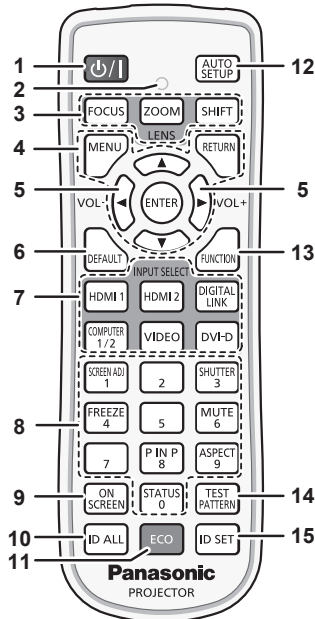 1 ⏻/| AUTO SETUP 12
2
3 FOCUS ZOOM SHIFT
LENS
4 MENU RETURN
5 5
VOL- ◀ ENTER ▶ VOL+
▲
▼
6 DEFAULT FUNCTION 13
INPUT SELECT
7 HDMI 1 HDMI 2 DIGITAL LINK
COMPUTER 1/2 VIDEO DVI-D
8 SCREEN ADJ 1 2 SHUTTER 3
FREEZE 4 5 MUTE 6
7 P IN P 8 ASPECT 9
9 ON SCREEN STATUS 0 TEST PATTERN 14
10 ID ALL ECO ID SET 15
11
Panasonic
PROJECTOR